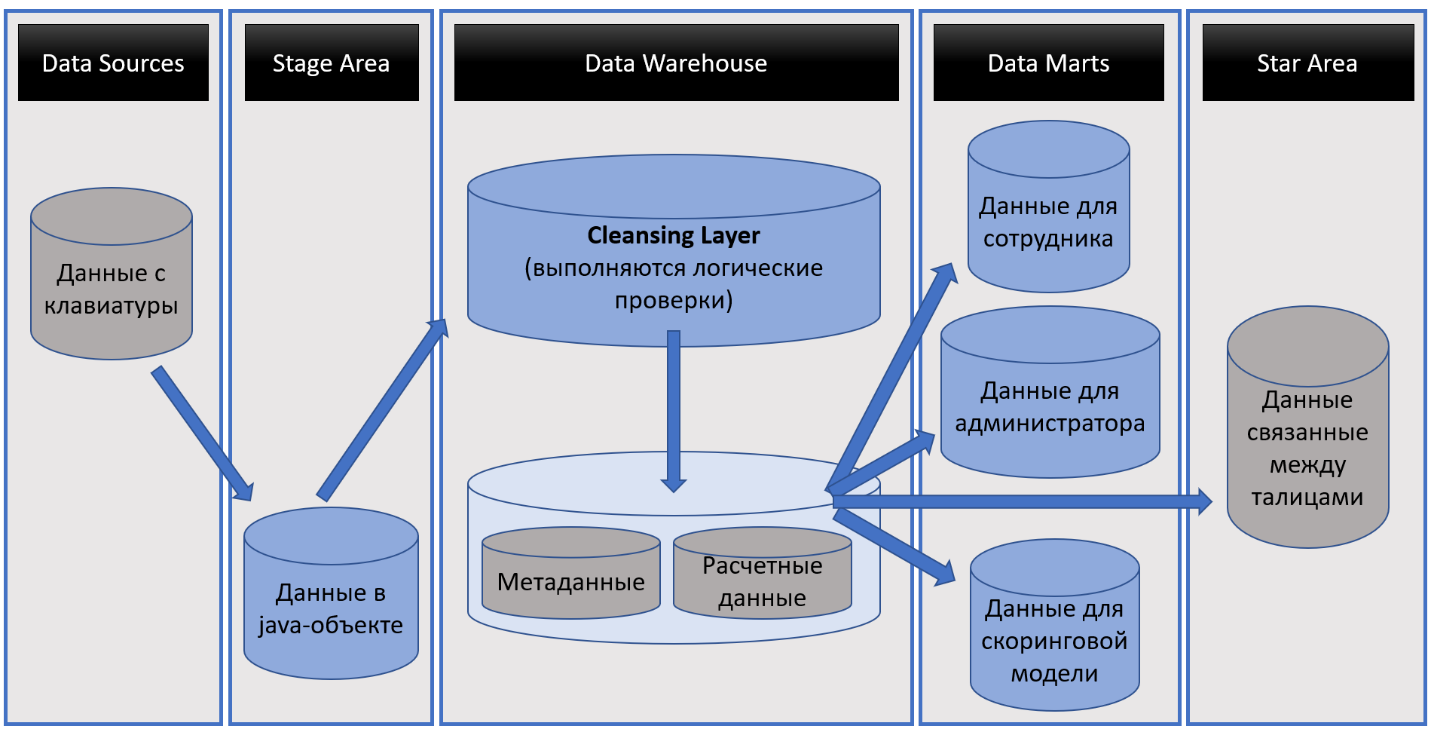 Data Sources
Stage Area
Data Warehouse
Data Marts
Star Area
Данные с
клавиатуры
Данные в
java-объекте
Cleansing Layer
(выполняются логические
проверки)
Метаданные
Расчетные
данные
Данные для
сотрудника
Данные для
администратора
Данные для
скоринговой
модели
Данные
связанные
между
талицами